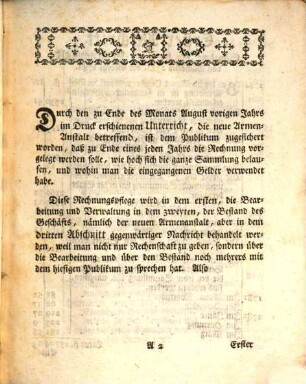 Durch den zu Ende des Monats August vorigen Jahrs
im Druck erschienenen Unterricht, die neue Armen-
Anstalt betreffend, ist dem Publikum zugesichert
worden, daß zu Ende eines jeden Jahrs die Rechnung vor-
gelegt werden solle, wie hoch sich die ganze Sammlung belau-
fen, und wohin man die eingegangenen Gelder verwendet
habe.
Diese Rechnungspflege wird in dem ersten, die Bear-
beitung und Verwaltung in dem zweyten, der Bestand des
Geschäfts, nämlich der neuen Armenanstalt, aber in dem
dritten Abschnitt gegenwärtiger Nachricht behandelt wer-
den, weil man nicht nur Rechenschaft zu geben, sondern über
die Bearbeitung und über den Bestand noch mehrers mit
dem hiesigen Publikum zu sprechen hat. Also
A 2 Erster